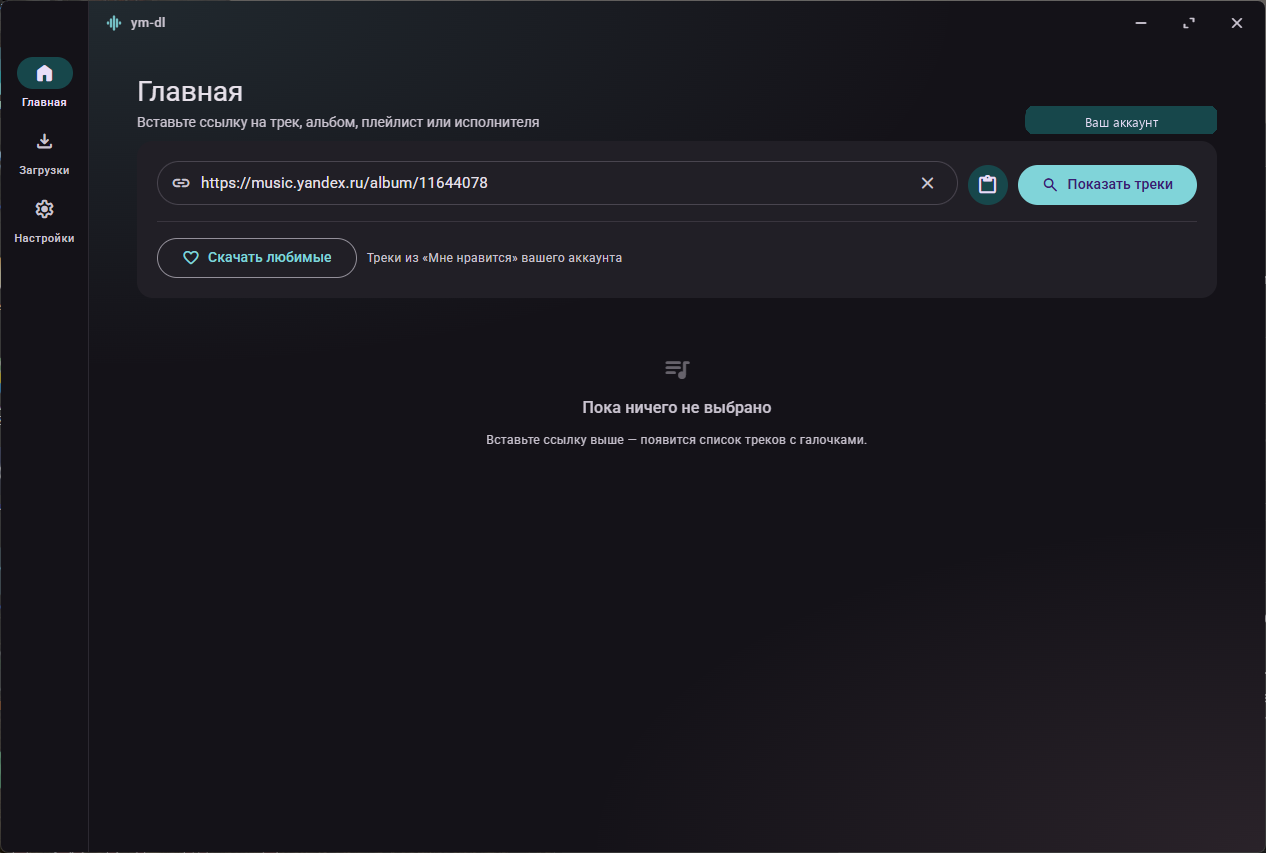 ym-dl
Главная
Загрузки
Настройки
Главная
Вставьте ссылку на трек, альбом, плейлист или исполнителя
Ваш аккаунт
https://music.yandex.ru/album/11644078
Показать треки
Скачать любимые
Треки из «Мне нравится» вашего аккаунта
Пока ничего не выбрано
Вставьте ссылку выше — появится список треков с галочками.